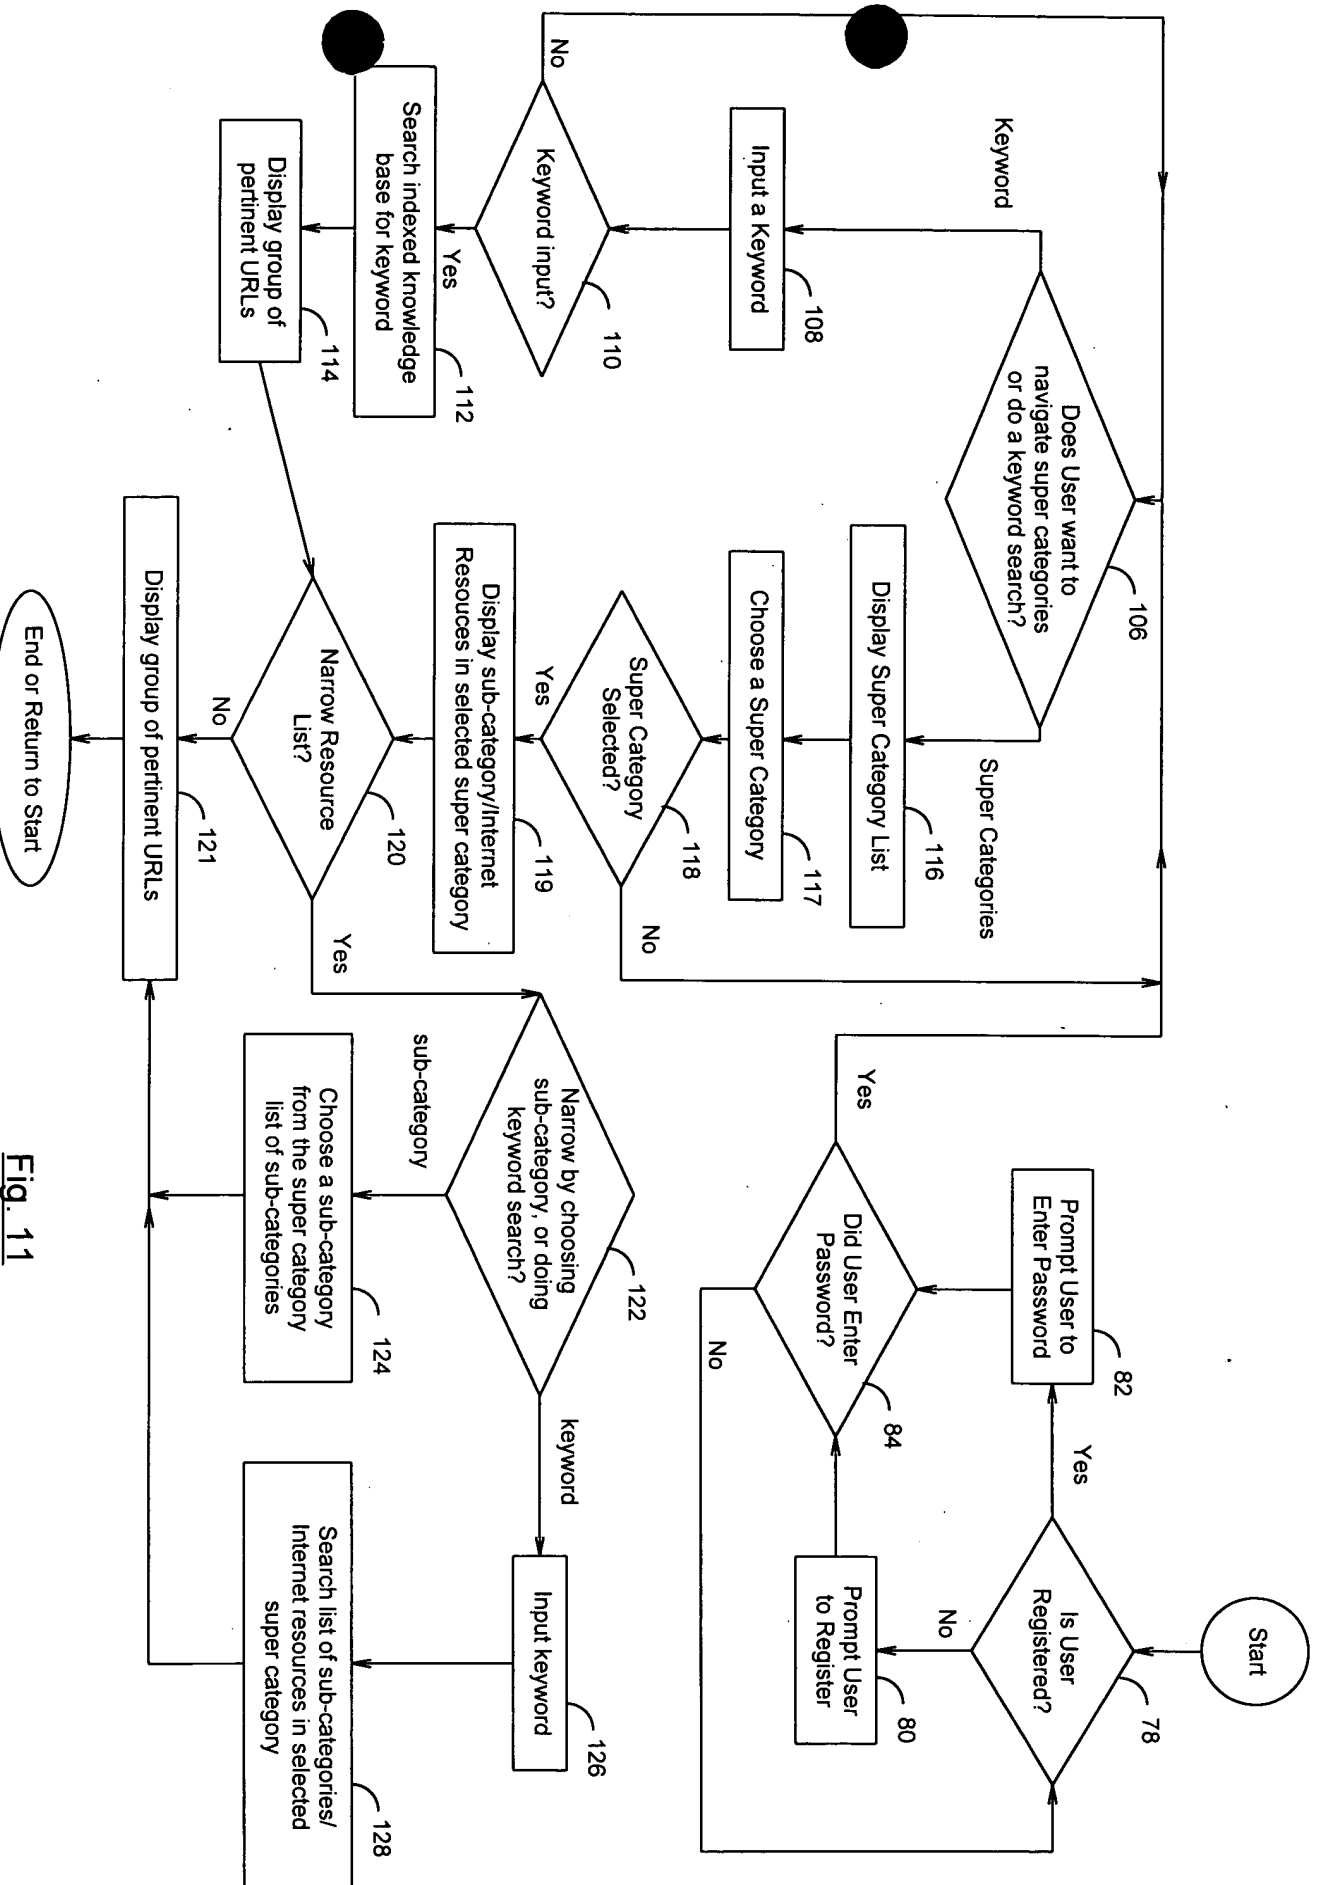 Start
Is User
Registered?
78
Yes
No
Prompt User to
Enter Password
82
Prompt User
to Register
80
Did User Enter
Password?
84
Yes
No
Does User want to
navigate super categories
or do a keyword search?
106
Keyword
Super Categories
Input a Keyword
108
Display Super Category List
116
Choose a Super Category
117
Keyword input?
110
No
Yes
Super Category
Selected?
118
No
Yes
Search indexed knowledge
base for keyword
112
Display sub-category/Internet
Resouces in selected super category
119
Display group of
pertinent URLs
114
Narrow Resource
List?
120
Yes
No
Narrow by choosing
sub-category, or doing
keyword search?
122
sub-category
keyword
Input keyword
126
Choose a sub-category
from the super category
list of sub-categories
124
Search list of sub-categories/
Internet resources in selected
super category
128
Display group of pertinent URLs
121
End or Return to Start
Fig. 11